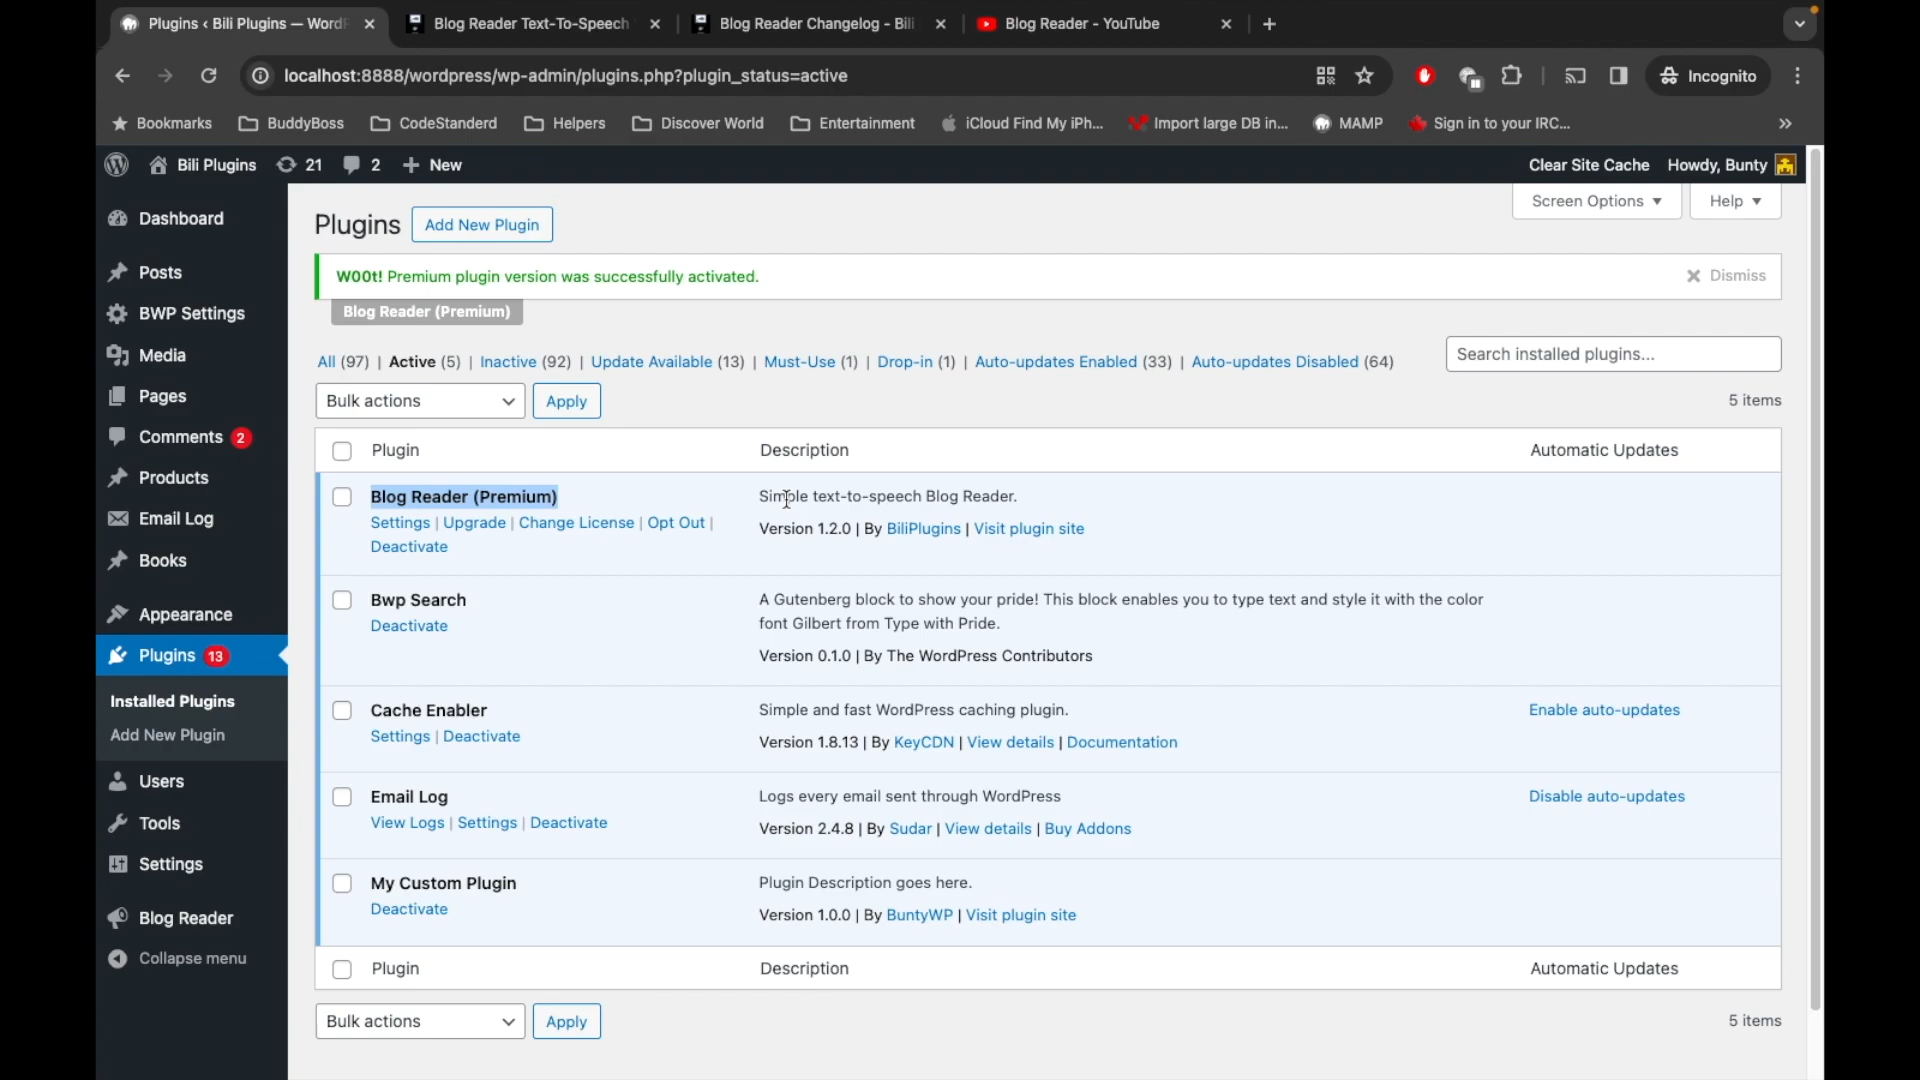 Plugins ‹ Bili Plugins — WordP
Blog Reader Text-To-Speech
Blog Reader Changelog - Bili
Blog Reader - YouTube
localhost:8888/wordpress/wp-admin/plugins.php?plugin_status=active
Incognito
Bookmarks
BuddyBoss
CodeStanderd
Helpers
Discover World
Entertainment
iCloud Find My iPh...
Import large DB in...
MAMP
Sign in to your IRC...
»
Bili Plugins
21
2
New
Clear Site Cache
Howdy, Bunty
Dashboard
Posts
BWP Settings
Media
Pages
Comments 2
Products
Email Log
Books
Appearance
Plugins 13
Installed Plugins
Add New Plugin
Users
Tools
Settings
Blog Reader
Collapse menu
Screen Options
Help
Plugins
Add New Plugin
W00t! Premium plugin version was successfully activated.
Dismiss
Blog Reader (Premium)
All (97) | Active (5) | Inactive (92) | Update Available (13) | Must-Use (1) | Drop-in (1) | Auto-updates Enabled (33) | Auto-updates Disabled (64)
Search installed plugins...
Bulk actions
Apply
5 items
Plugin
Description
Automatic Updates
Blog Reader (Premium)
Settings | Upgrade | Change License | Opt Out |
Deactivate
Simple text-to-speech Blog Reader.
Version 1.2.0 | By BiliPlugins | Visit plugin site
Bwp Search
Deactivate
A Gutenberg block to show your pride! This block enables you to type text and style it with the color
font Gilbert from Type with Pride.
Version 0.1.0 | By The WordPress Contributors
Cache Enabler
Settings | Deactivate
Simple and fast WordPress caching plugin.
Version 1.8.13 | By KeyCDN | View details | Documentation
Enable auto-updates
Email Log
View Logs | Settings | Deactivate
Logs every email sent through WordPress
Version 2.4.8 | By Sudar | View details | Buy Addons
Disable auto-updates
My Custom Plugin
Deactivate
Plugin Description goes here.
Version 1.0.0 | By BuntyWP | Visit plugin site
Plugin
Description
Automatic Updates
Bulk actions
Apply
5 items